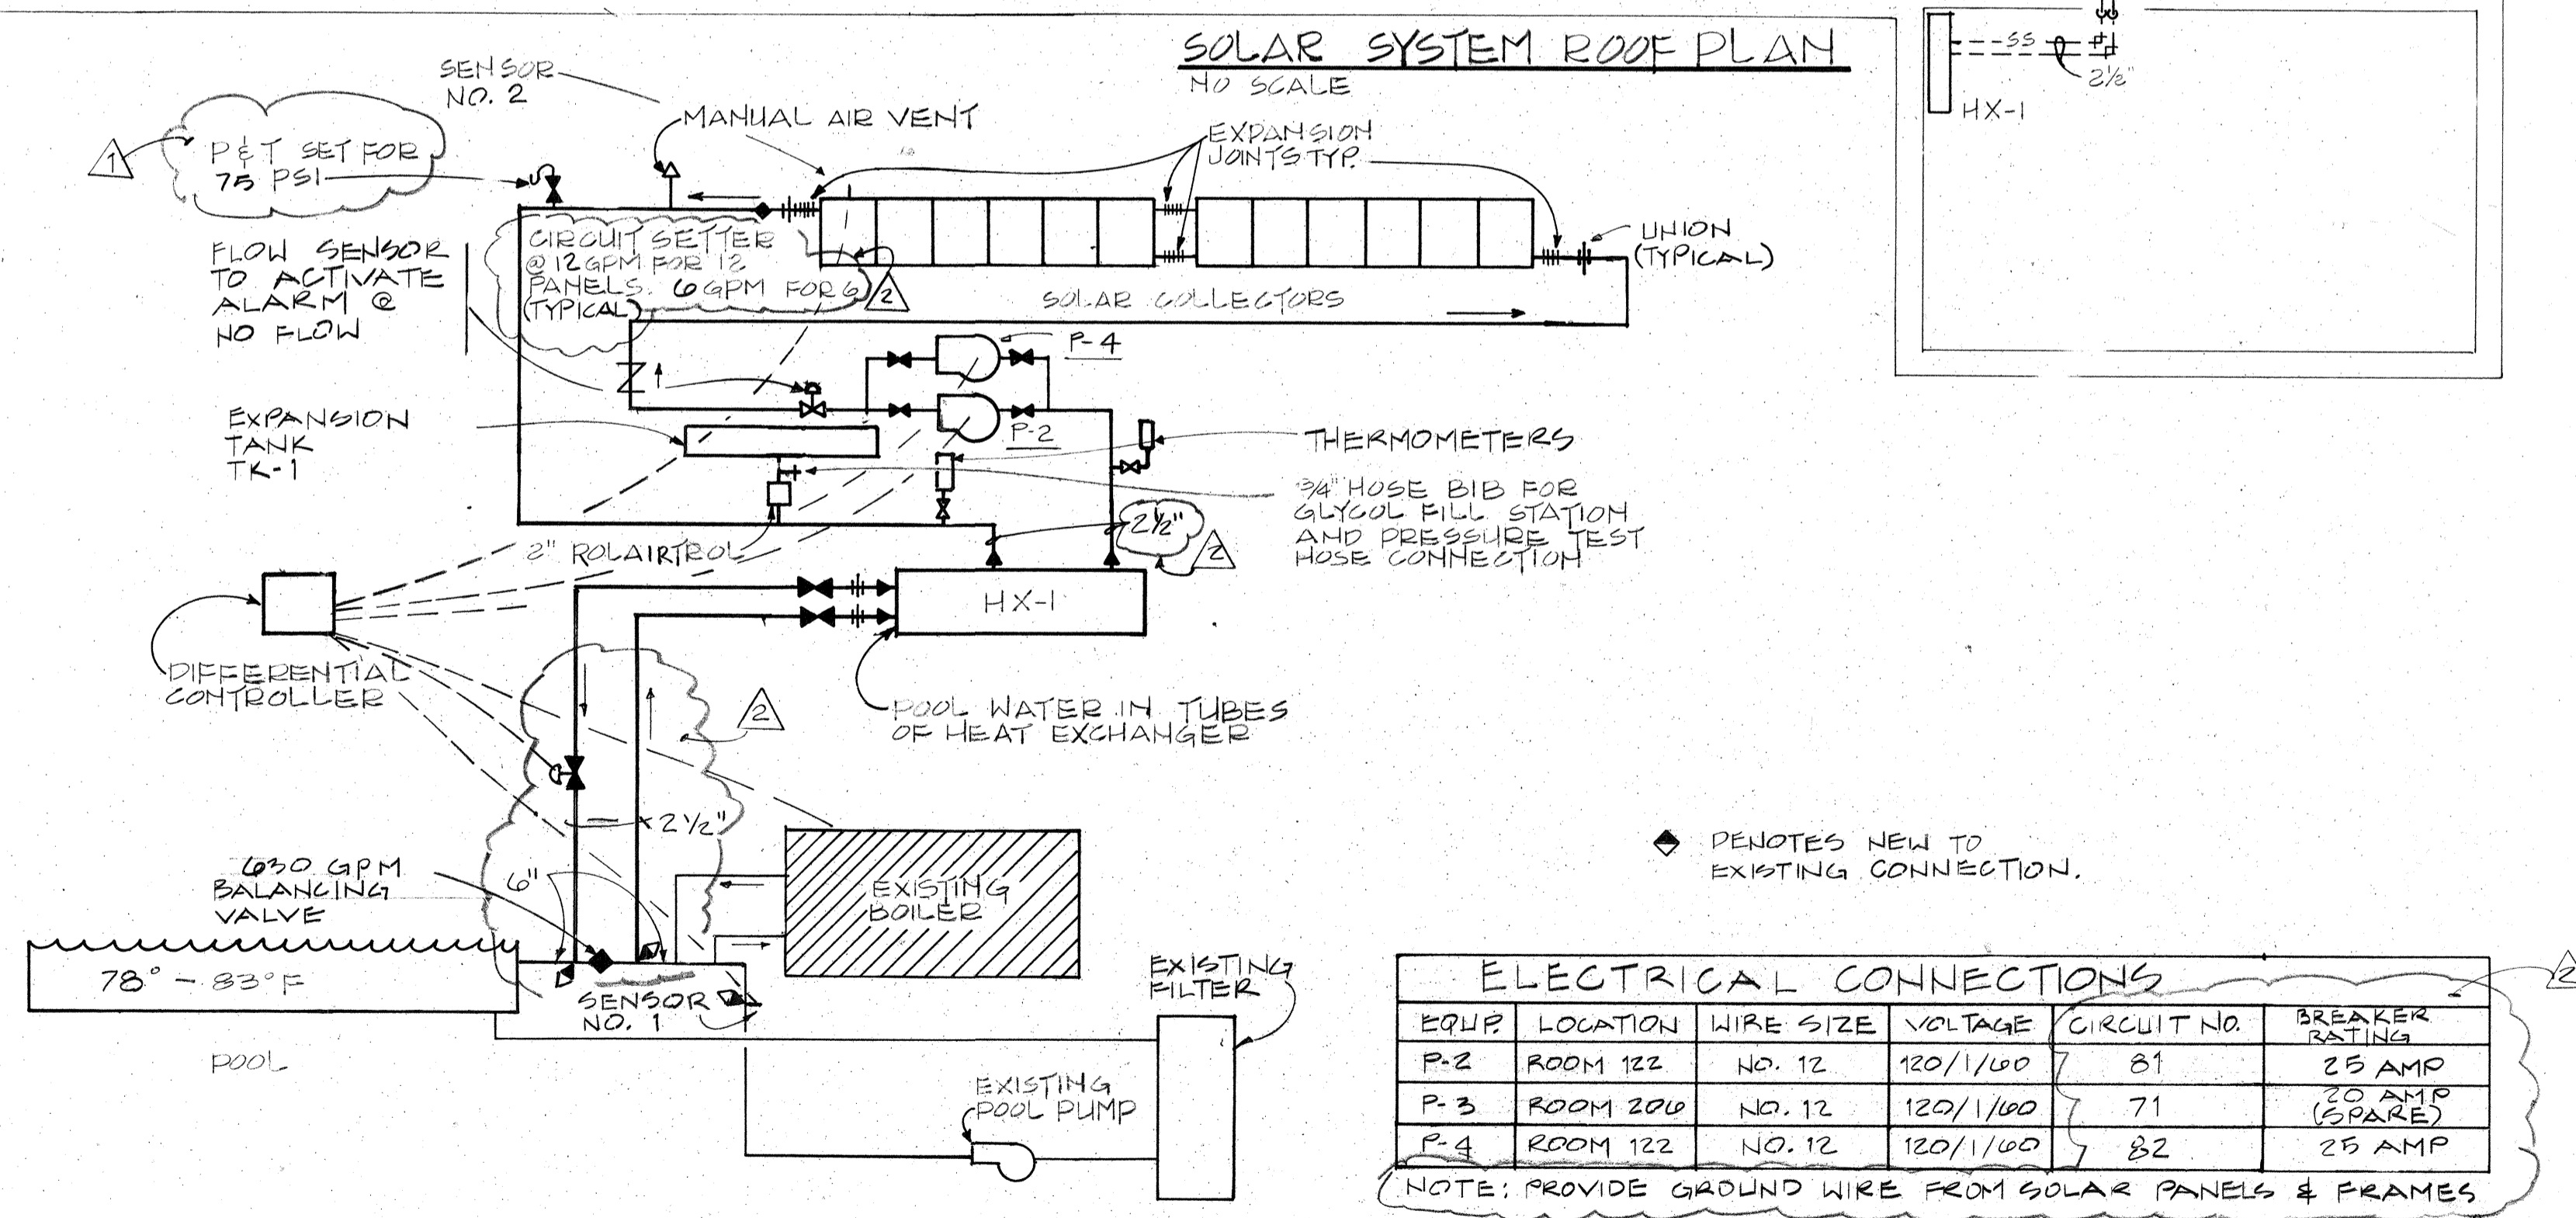 SOLAR SYSTEM ROOF PLAN
NO SCALE
SS
2½"
HX-1
SENSOR
NO. 2
MANUAL AIR VENT
1
P & T SET FOR
75 PSI
EXPANSION
JOINTS TYP.
UNION
(TYPICAL)
FLOW SENSOR
TO ACTIVATE
ALARM @
NO FLOW
CIRCUIT SETTER
@ 12 GPM FOR 12
PANELS. 6 GPM FOR 6
(TYPICAL)
2
SOLAR COLLECTORS
P-4
EXPANSION
TANK
TK-1
P-2
THERMOMETERS
3/4" HOSE BIB FOR
GLYCOL FILL STATION
AND PRESSURE TEST
HOSE CONNECTION
2½"
2
2" ROLAIRTROL
HX-1
DIFFERENTIAL
CONTROLLER
2
POOL WATER IN TUBES
OF HEAT EXCHANGER
2½"
630 GPM
BALANCING
VALVE
6"
EXISTING
BOILER
DENOTES NEW TO
EXISTING CONNECTION.
78° - 83°F
SENSOR
NO. 1
POOL
EXISTING
FILTER
EXISTING
POOL PUMP
ELECTRICAL CONNECTIONS
2
EQUIP. LOCATION WIRE SIZE VOLTAGE CIRCUIT NO. BREAKER RATING
P-2 ROOM 122 NO. 12 120/1/60 81 25 AMP
P-3 ROOM 206 NO. 12 120/1/60 71 20 AMP (SPARE)
P-4 ROOM 122 NO. 12 120/1/60 82 25 AMP
NOTE: PROVIDE GROUND WIRE FROM SOLAR PANELS & FRAMES